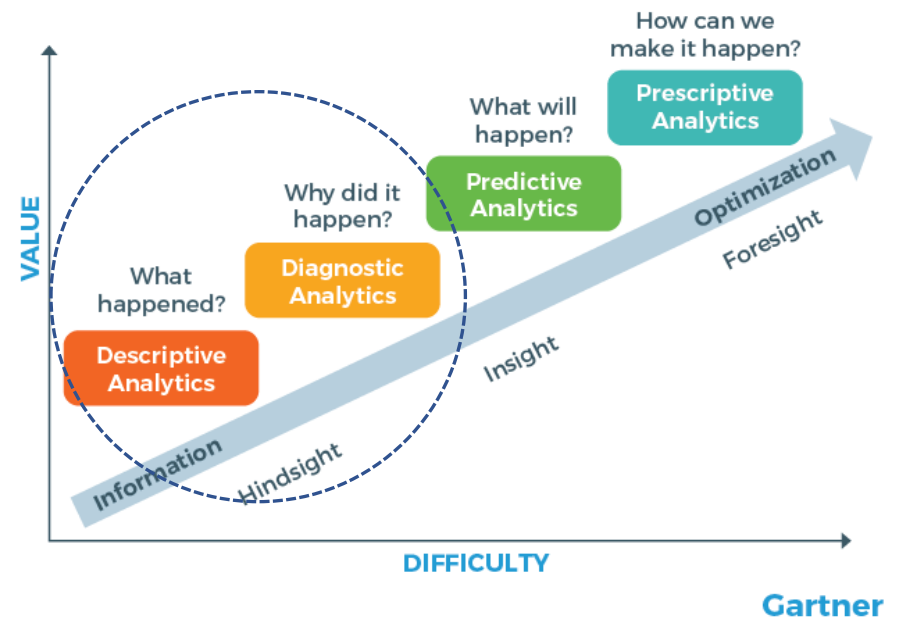 How can we
make it happen?
Prescriptive
Analytics
What will
happen?
Predictive
Analytics
Why did it
happen?
Diagnostic
Analytics
What
happened?
Descriptive
Analytics
VALUE
Information
Hindsight
Insight
Optimization
Foresight
DIFFICULTY
Gartner